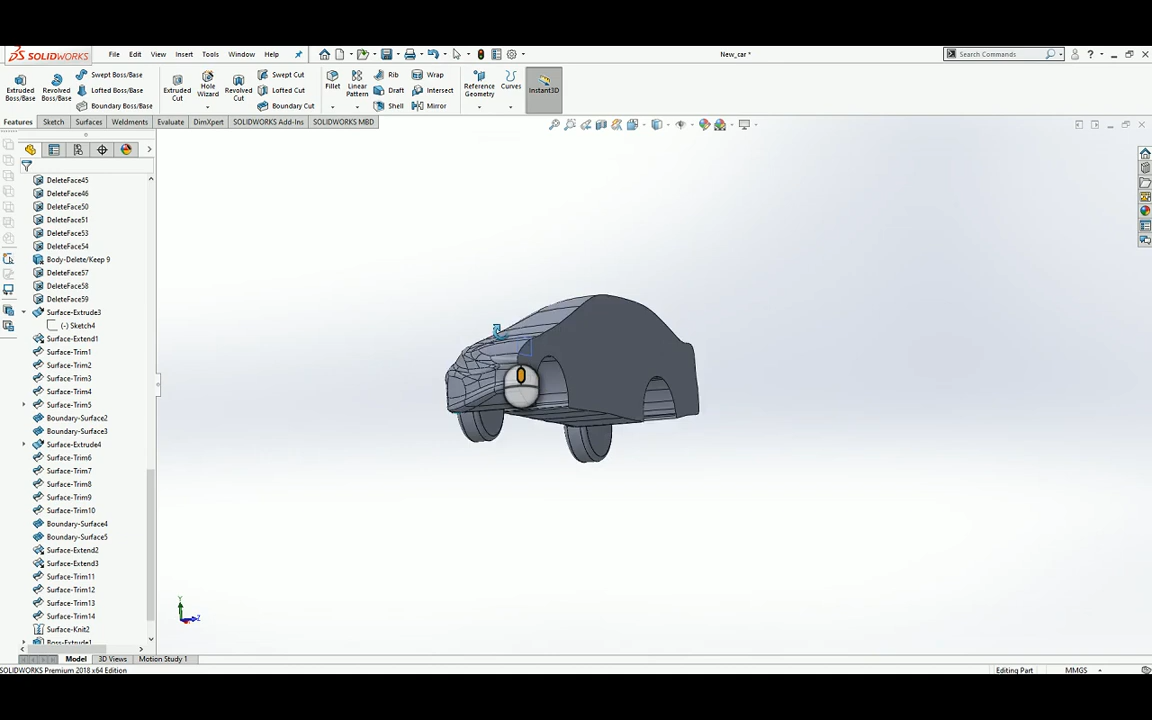 SOLIDWORKS
File Edit View Insert Tools Window Help
New_car *
Search Commands
Extruded Boss/Base
Revolved Boss/Base
Swept Boss/Base
Lofted Boss/Base
Boundary Boss/Base
Extruded Cut
Hole Wizard
Revolved Cut
Swept Cut
Lofted Cut
Boundary Cut
Fillet
Linear Pattern
Rib
Draft
Shell
Wrap
Intersect
Mirror
Reference Geometry
Curves
Instant3D
Features Sketch Surfaces Weldments Evaluate DimXpert SOLIDWORKS Add-Ins SOLIDWORKS MBD
DeleteFace45
DeleteFace46
DeleteFace50
DeleteFace51
DeleteFace53
DeleteFace54
Body-Delete/Keep 9
DeleteFace57
DeleteFace58
DeleteFace59
Surface-Extrude3
(-) Sketch4
Surface-Extend1
Surface-Trim1
Surface-Trim2
Surface-Trim3
Surface-Trim4
Surface-Trim5
Boundary-Surface2
Boundary-Surface3
Surface-Extrude4
Surface-Trim6
Surface-Trim7
Surface-Trim8
Surface-Trim9
Surface-Trim10
Boundary-Surface4
Boundary-Surface5
Surface-Extend2
Surface-Extend3
Surface-Trim11
Surface-Trim12
Surface-Trim13
Surface-Trim14
Surface-Knit2
Boss-Extrude1
Y
Z
Model 3D Views Motion Study 1
SOLIDWORKS Premium 2018 x64 Edition
Editing Part
MMGS